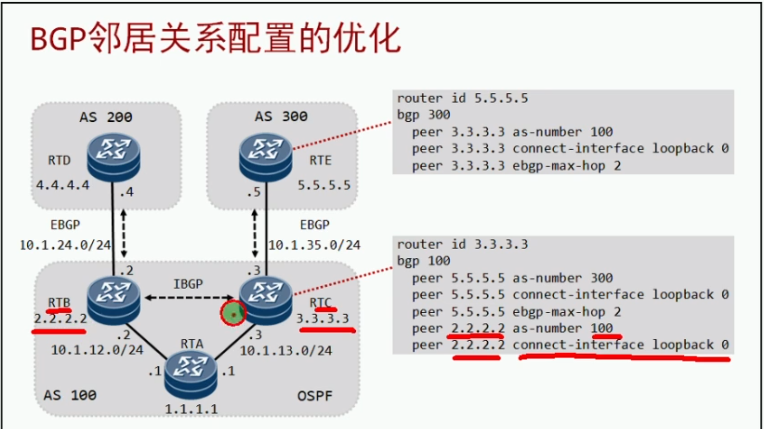 BGP邻居关系配置的优化
AS 200
AS 300
RTD
RTE
4.4.4.4
.4
.5
5.5.5.5
EBGP
EBGP
10.1.24.0/24
10.1.35.0/24
.2
.3
IBGP
RTB
RTC
2.2.2.2
3.3.3.3
.2
.3
10.1.12.0/24
RTA
10.1.13.0/24
.1
.1
AS 100
1.1.1.1
OSPF
router id 5.5.5.5
bgp 300
peer 3.3.3.3 as-number 100
peer 3.3.3.3 connect-interface loopback 0
peer 3.3.3.3 ebgp-max-hop 2
router id 3.3.3.3
bgp 100
peer 5.5.5.5 as-number 300
peer 5.5.5.5 connect-interface loopback 0
peer 5.5.5.5 ebgp-max-hop 2
peer 2.2.2.2 as-number 100
peer 2.2.2.2 connect-interface loopback 0